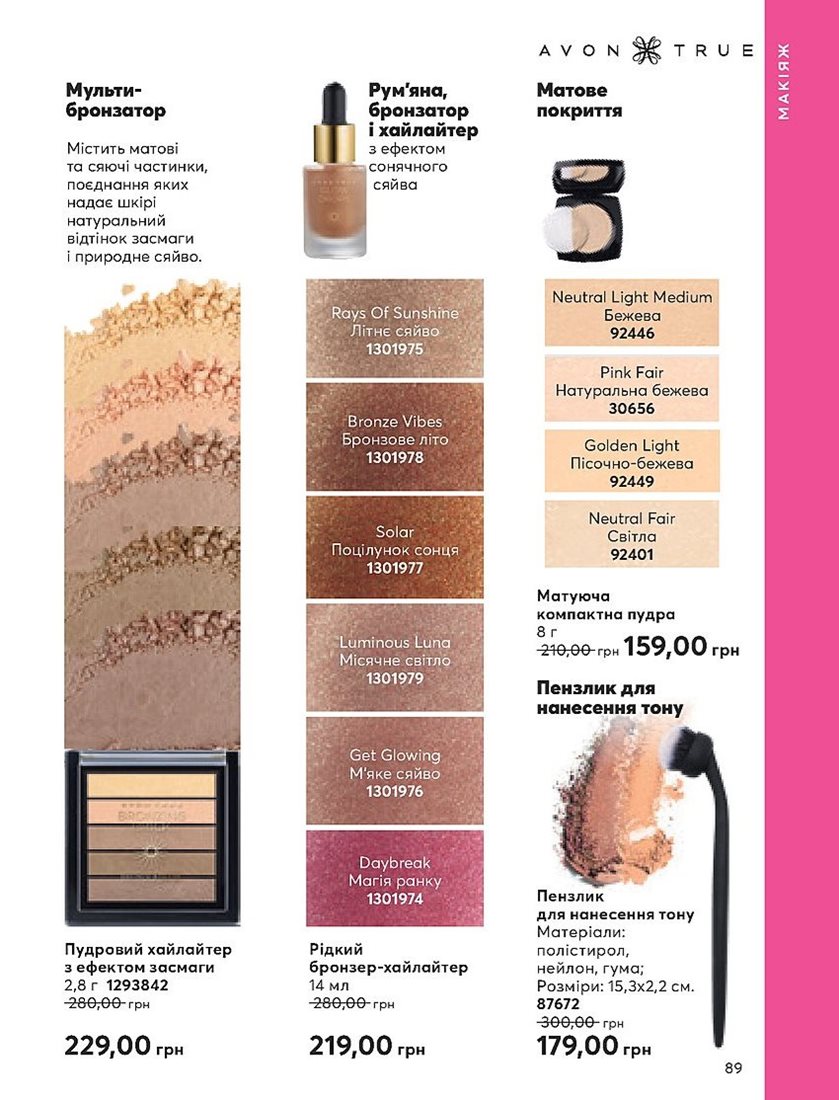 AVON TRUE
МАКІЯЖ
Мульти-
бронзатор
Містить матові
та сяючі частинки,
поєднання яких
надає шкірі
натуральний
відтінок засмаги
і природне сяйво.
BRONZING
Пудровий хайлайтер
з ефектом засмаги
2,8 г 1293842
280,00 грн
229,00 грн
Рум'яна,
бронзатор
і хайлайтер
з ефектом
сонячного
сяйва
Rays Of Sunshine
Літнє сяйво
1301975
Bronze Vibes
Бронзове літо
1301978
Solar
Поцілунок сонця
1301977
Luminous Luna
Місячне світло
1301979
Get Glowing
М'яке сяйво
1301976
Daybreak
Магія ранку
1301974
Рідкий
бронзер-хайлайтер
14 мл
280,00 грн
219,00 грн
Матове
покриття
Neutral Light Medium
Бежева
92446
Pink Fair
Натуральна бежева
30656
Golden Light
Пісочно-бежева
92449
Neutral Fair
Світла
92401
Матуюча
компактна пудра
8 г
210,00 грн 159,00 грн
Пензлик для
нанесення тону
Пензлик
для нанесення тону
Матеріали:
полістирол,
нейлон, гума;
Розміри: 15,3х2,2 см.
87672
300,00 грн
179,00 грн
89